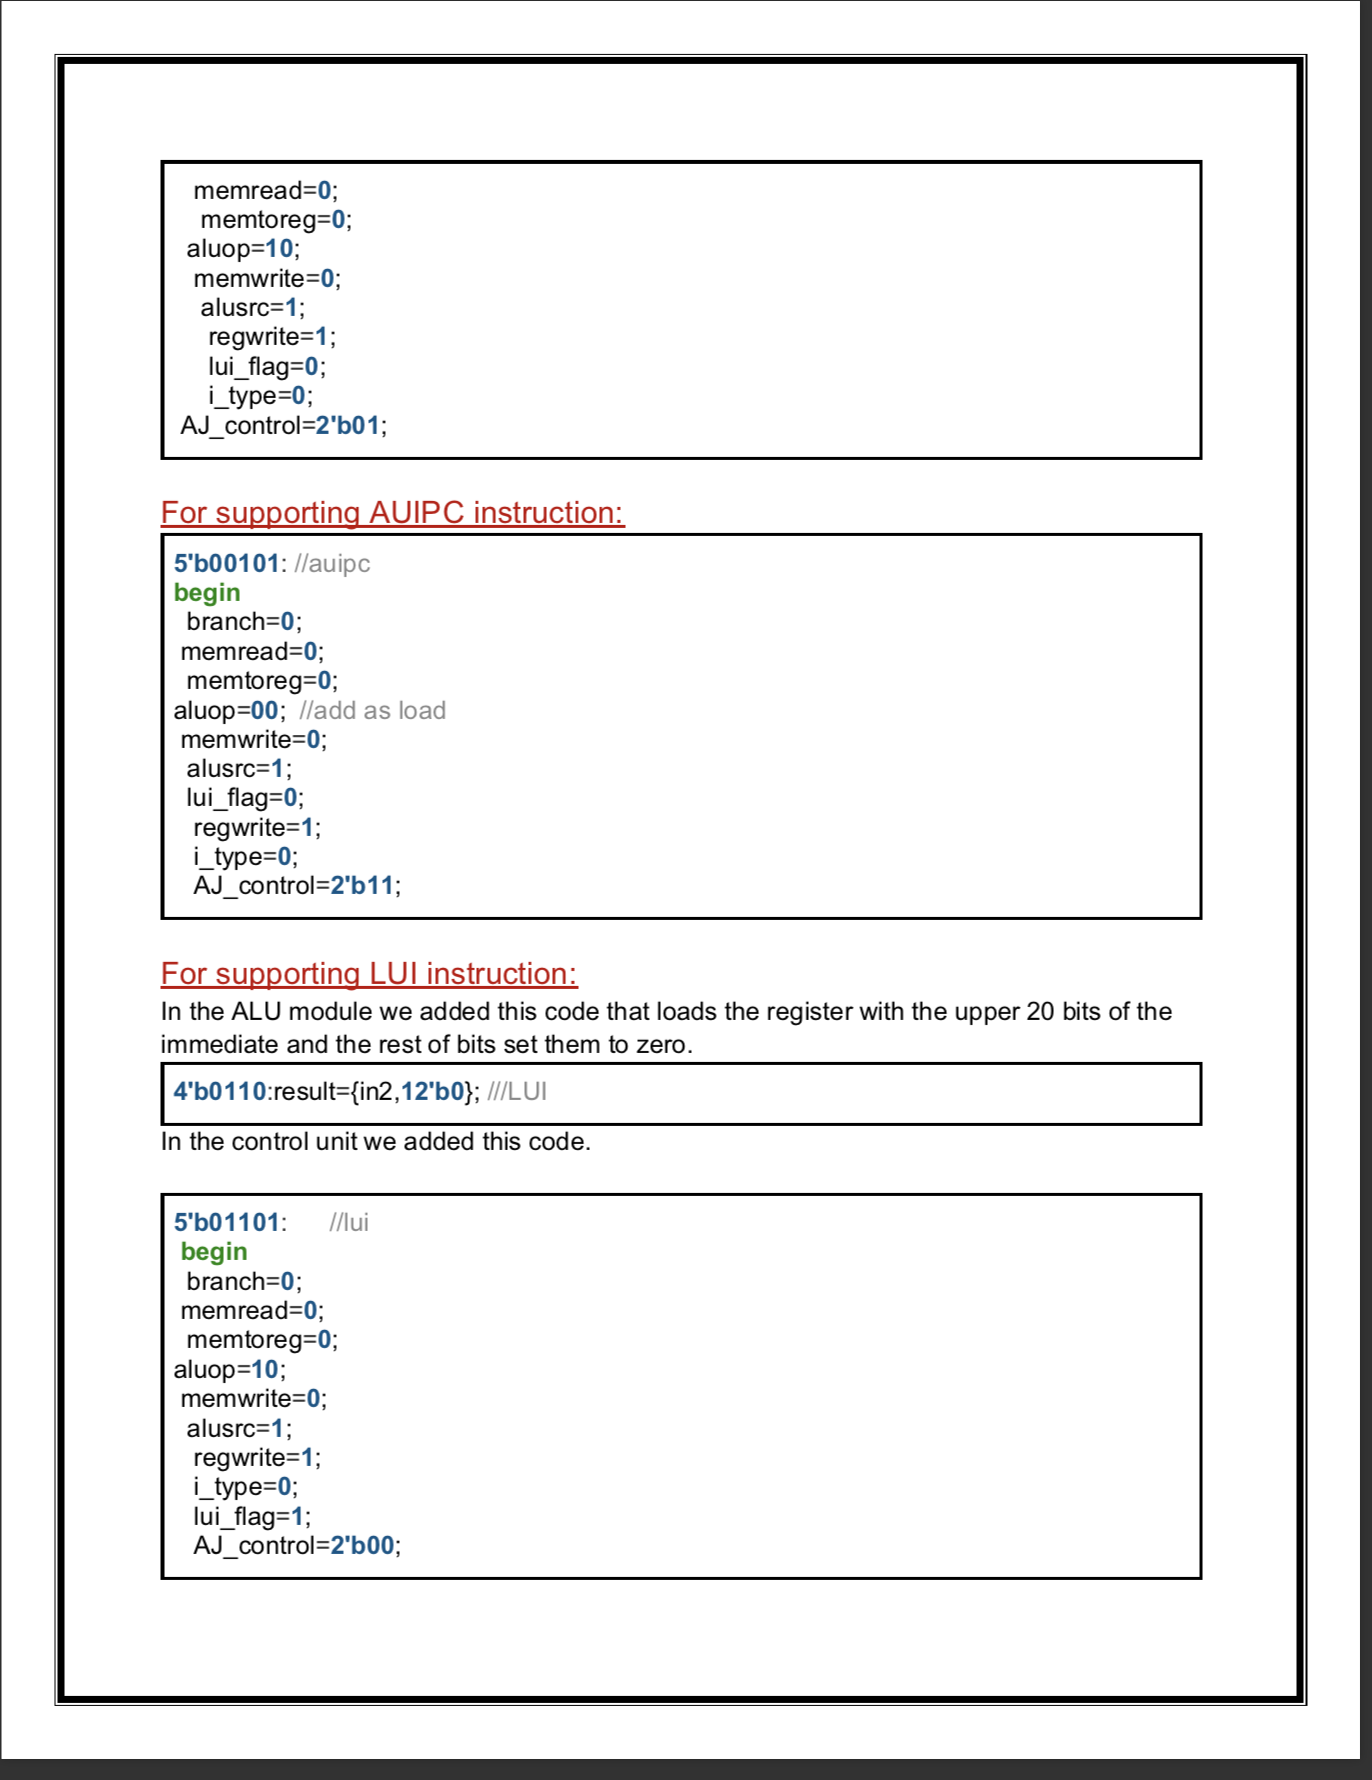 memread=0;
memtoreg=0;
aluop=10;
memwrite=0;
alusrc=1;
regwrite=1;
lui_flag=0;
i_type=0;
AJ_control=2'b01;
For supporting AUIPC instruction:
5'b00101: //auipc
begin
branch=0;
memread=0;
memtoreg=0;
aluop=00; //add as load
memwrite=0;
alusrc=1;
lui_flag=0;
regwrite=1;
i_type=0;
AJ_control=2'b11;
For supporting LUI instruction:
In the ALU module we added this code that loads the register with the upper 20 bits of the
immediate and the rest of bits set them to zero.
4'b0110:result={in2,12'b0}; ///LUI
In the control unit we added this code.
5'b01101: //lui
begin
branch=0;
memread=0;
memtoreg=0;
aluop=10;
memwrite=0;
alusrc=1;
regwrite=1;
i_type=0;
lui_flag=1;
AJ_control=2'b00;